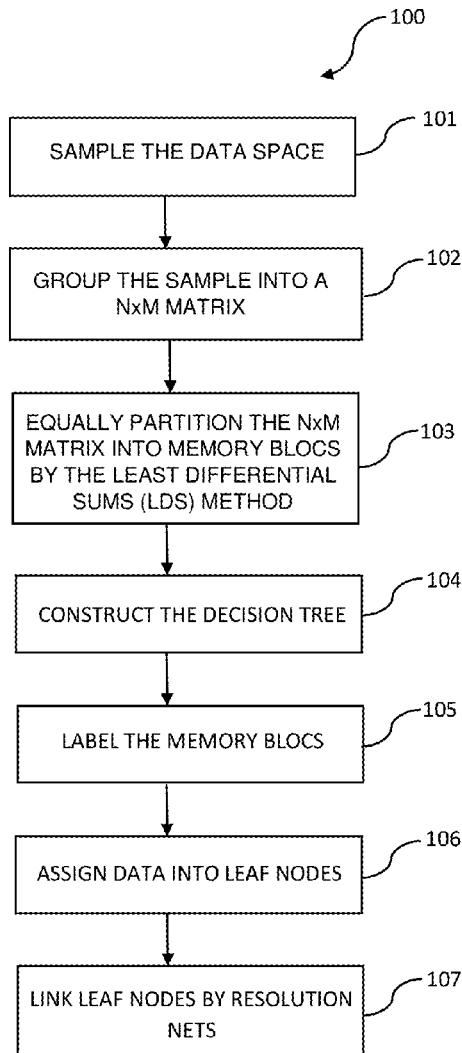 100
SAMPLE THE DATA SPACE
101
GROUP THE SAMPLE INTO A
NxM MATRIX
102
EQUALLY PARTITION THE NxM
MATRIX INTO MEMORY BLOCS
BY THE LEAST DIFFERENTIAL
SUMS (LDS) METHOD
103
CONSTRUCT THE DECISION TREE
104
LABEL THE MEMORY BLOCS
105
ASSIGN DATA INTO LEAF NODES
106
LINK LEAF NODES BY RESOLUTION
NETS
107